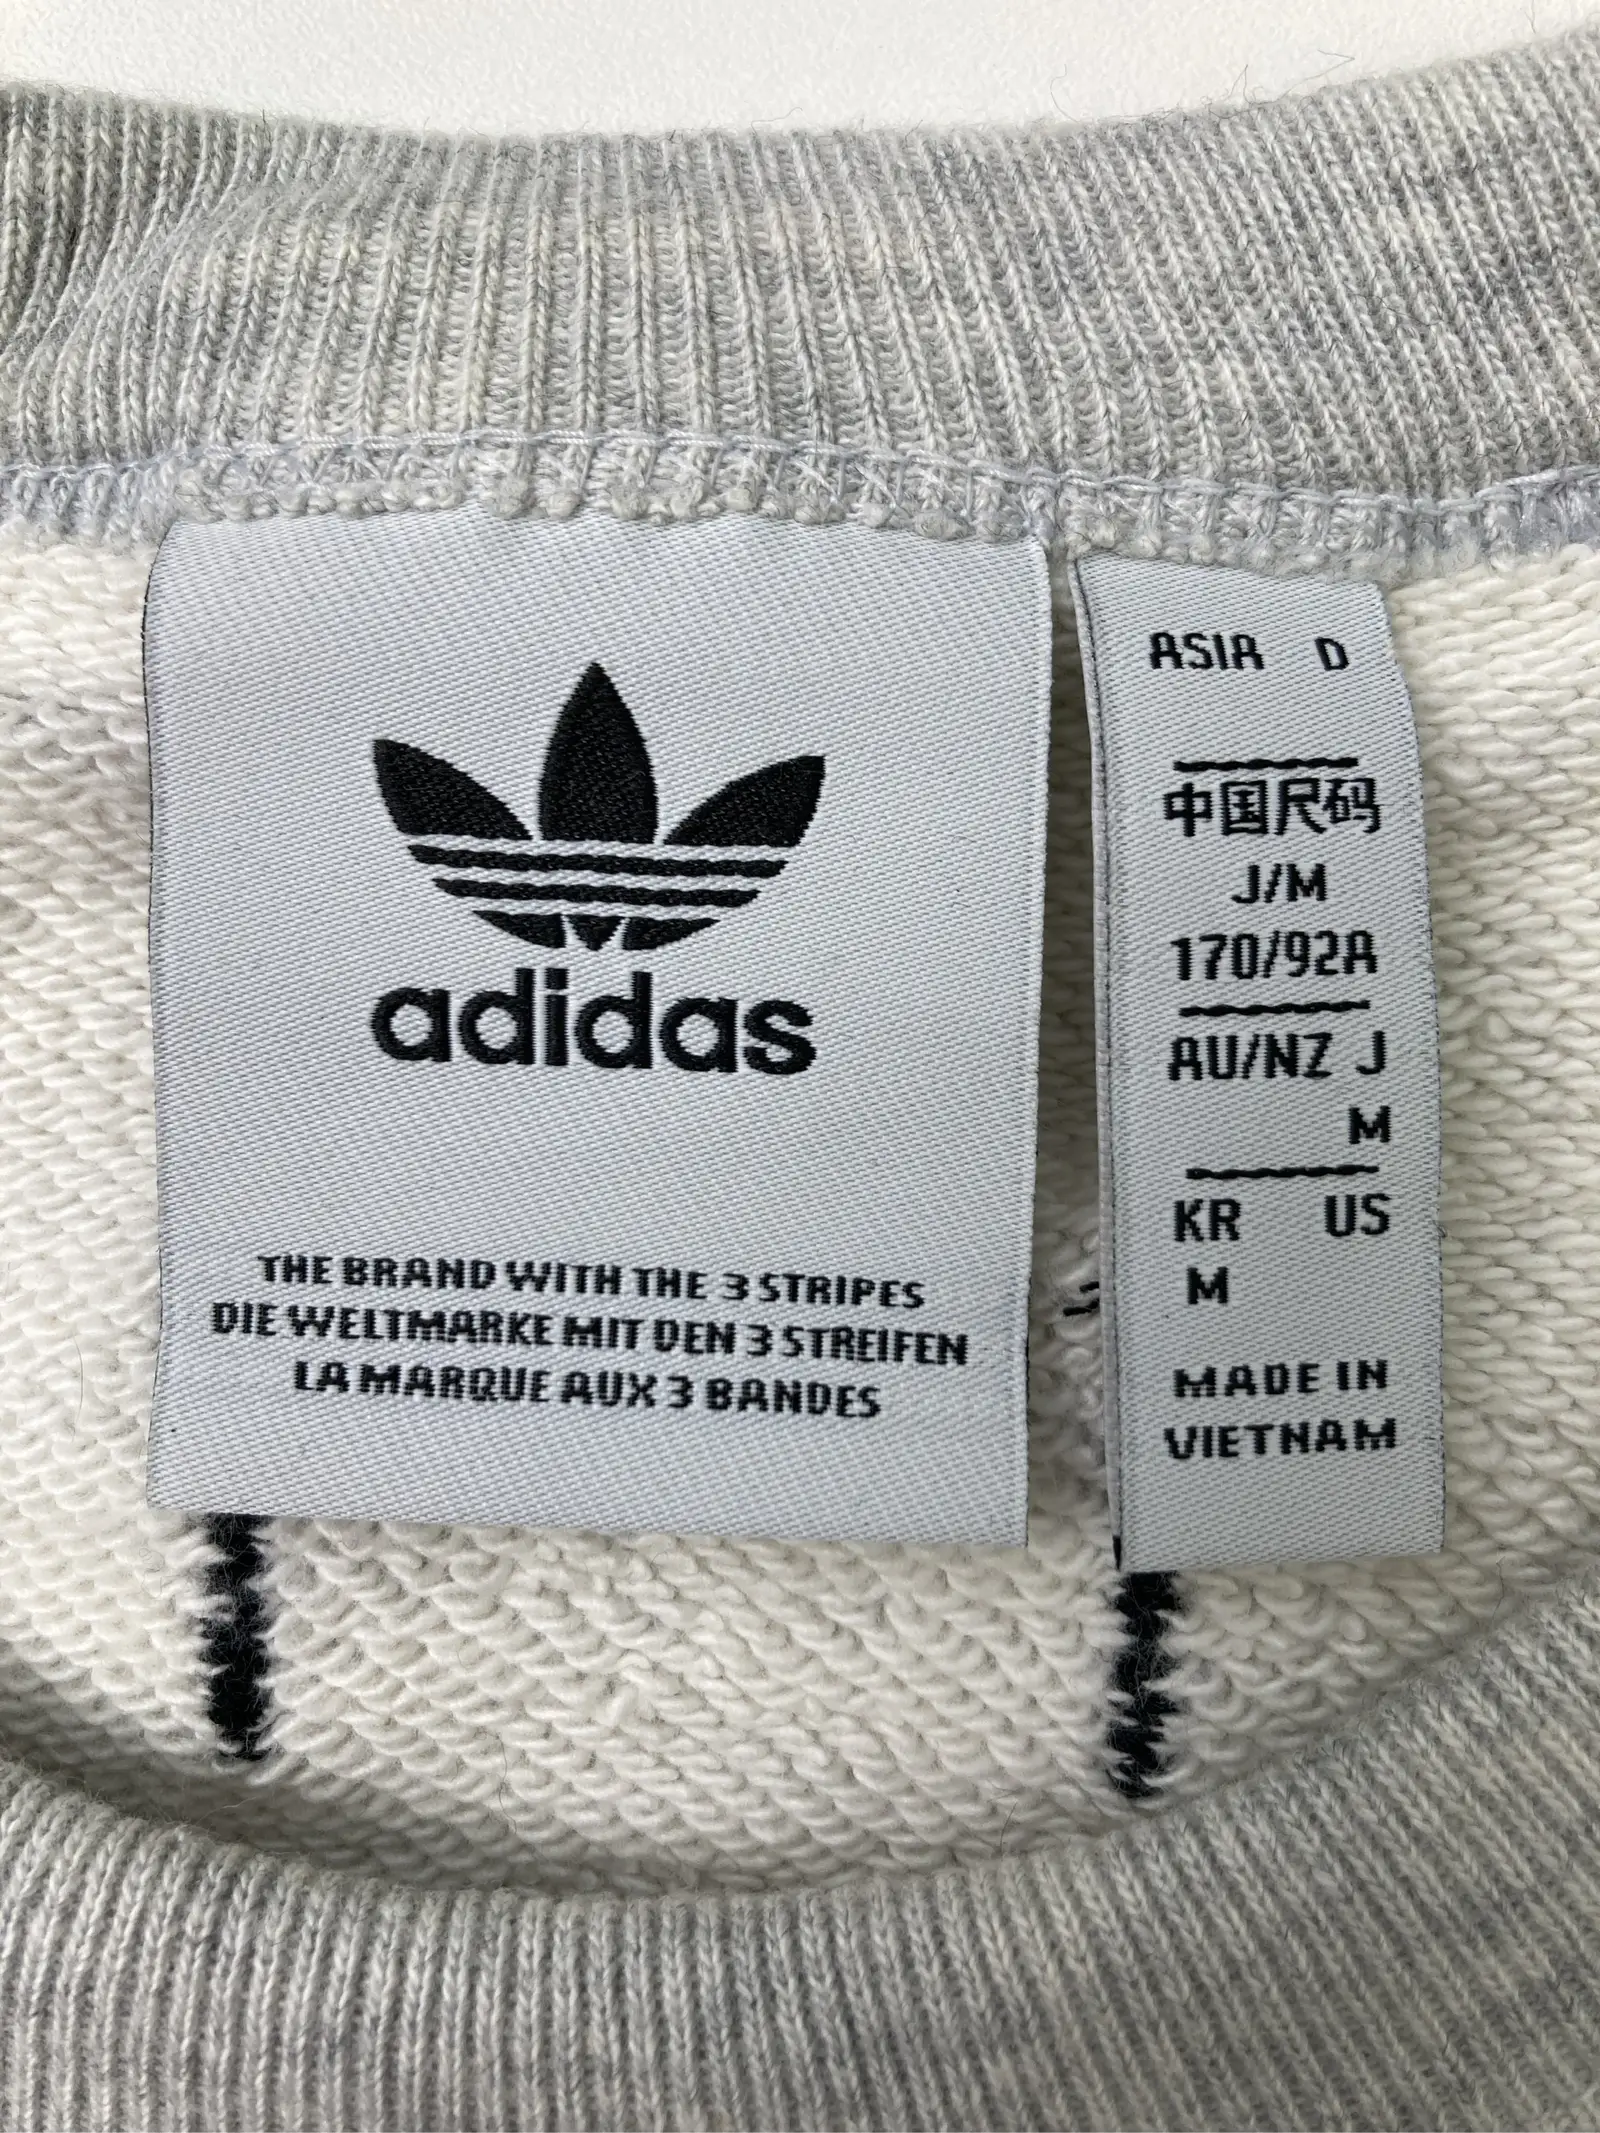 adidas
THE BRAND WITH THE 3 STRIPES
DIE WELTMARKE MIT DEN 3 STREIFEN
LA MARQUE AUX 3 BANDES
ASIA D
中国尺码
J/M
170/92A
AU/NZ J
M
KR US
M
MADE IN
VIETNAM